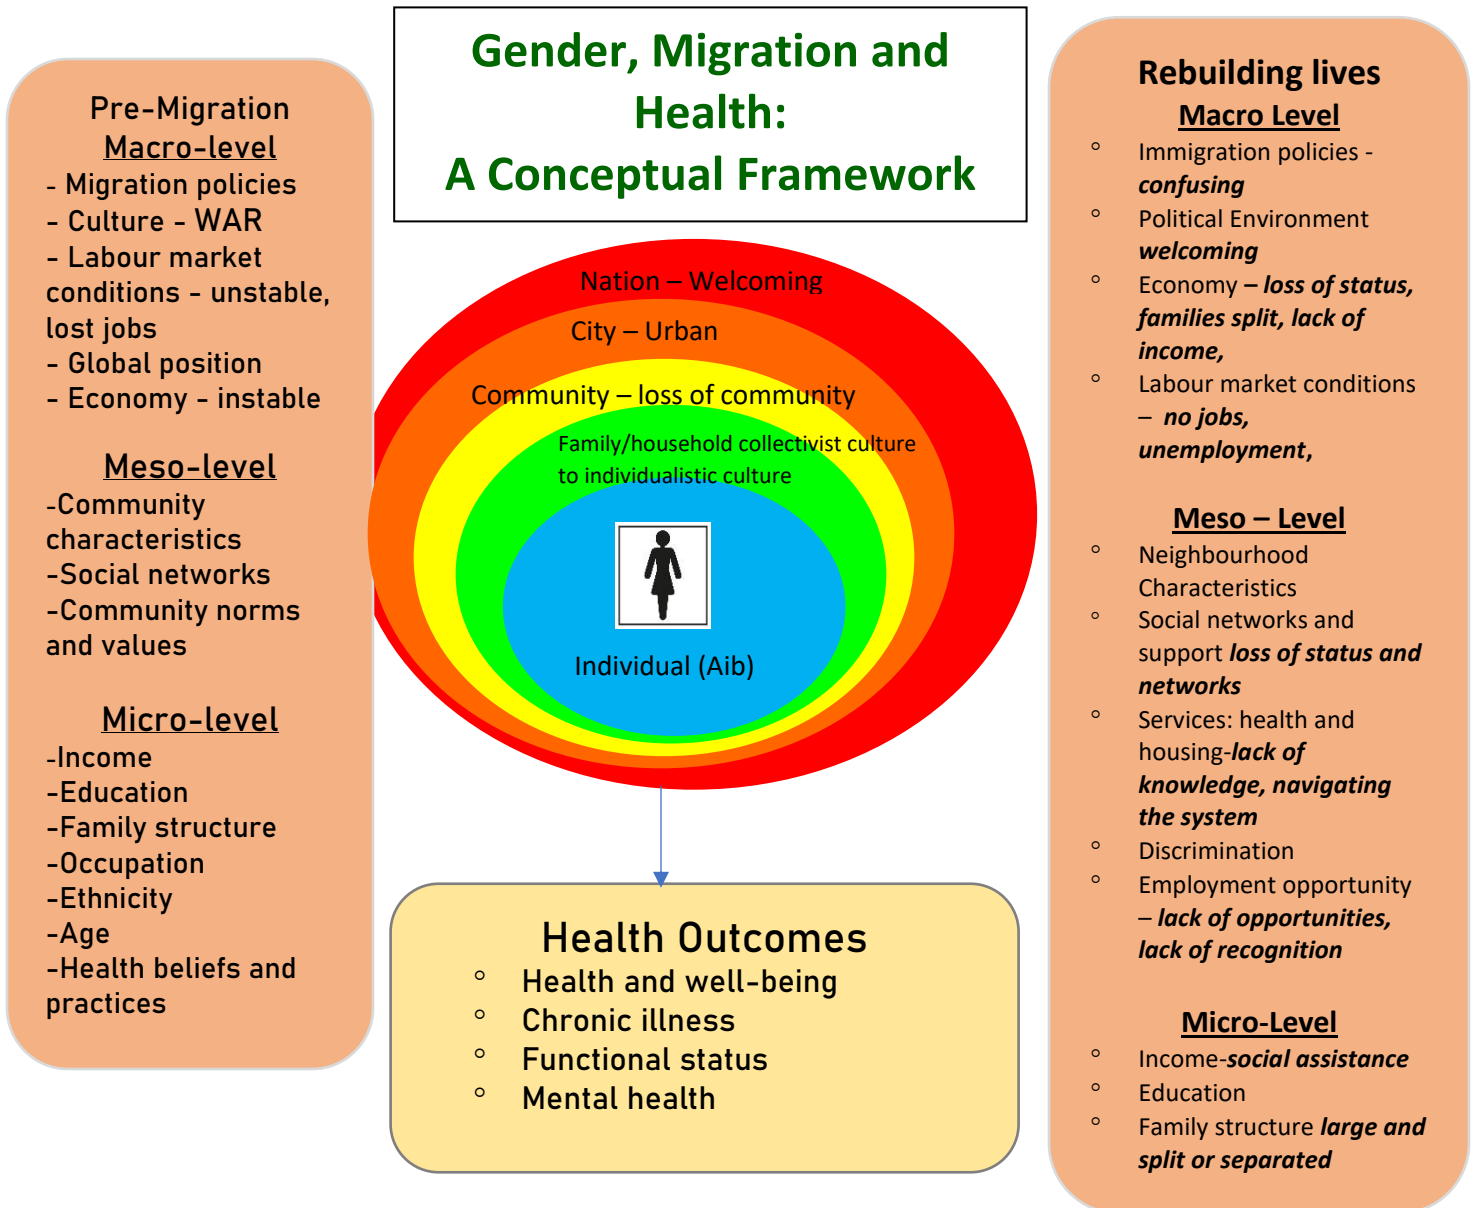 Gender, Migration and
Health:
A Conceptual Framework
Pre-Migration
Macro-level
- Migration policies
- Culture - WAR
- Labour market
conditions - unstable,
lost jobs
- Global position
- Economy - instable
Meso-level
-Community
characteristics
-Social networks
-Community norms
and values
Micro-level
-Income
-Education
-Family structure
-Occupation
-Ethnicity
-Age
-Health beliefs and
practices
Nation – Welcoming
City – Urban
Community – loss of community
Family/household collectivist culture
to individualistic culture
Individual (Aib)
Health Outcomes
° Health and well-being
° Chronic illness
° Functional status
° Mental health
Rebuilding lives
Macro Level
° Immigration policies -
confusing
° Political Environment
welcoming
° Economy – loss of status,
families split, lack of
income,
° Labour market conditions
– no jobs,
unemployment,
Meso – Level
° Neighbourhood
Characteristics
° Social networks and
support loss of status and
networks
° Services: health and
housing-lack of
knowledge, navigating
the system
° Discrimination
° Employment opportunity
– lack of opportunities,
lack of recognition
Micro-Level
° Income-social assistance
° Education
° Family structure large and
split or separated